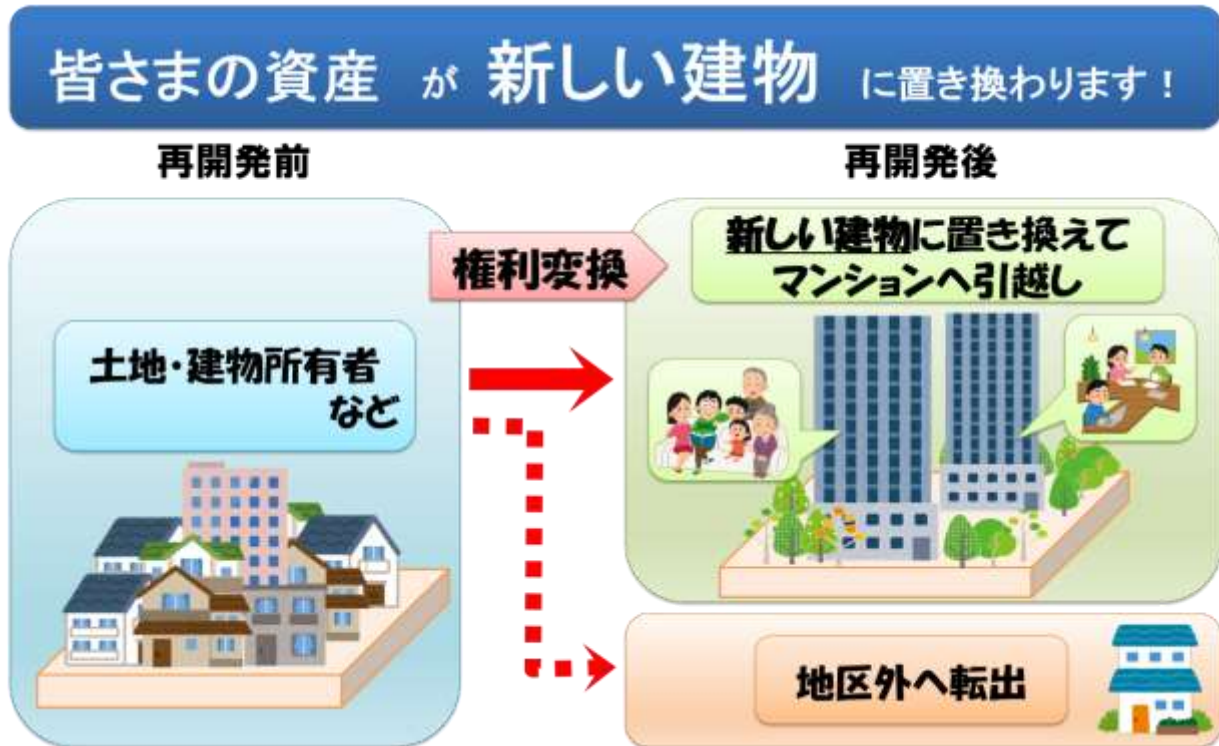 皆さまの資産 が 新しい建物 に置き換わります！
再開発前
再開発後
権利変換
新しい建物に置き換えて
マンションへ引越し
土地・建物所有者
など
地区外へ転出